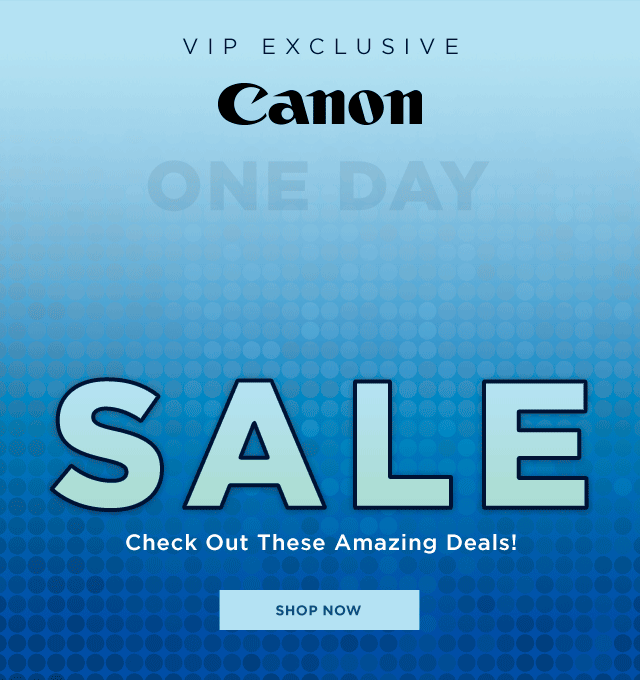 VIP EXCLUSIVE
Canon
ONE DAY
SALE
Check Out These Amazing Deals!
SHOP NOW